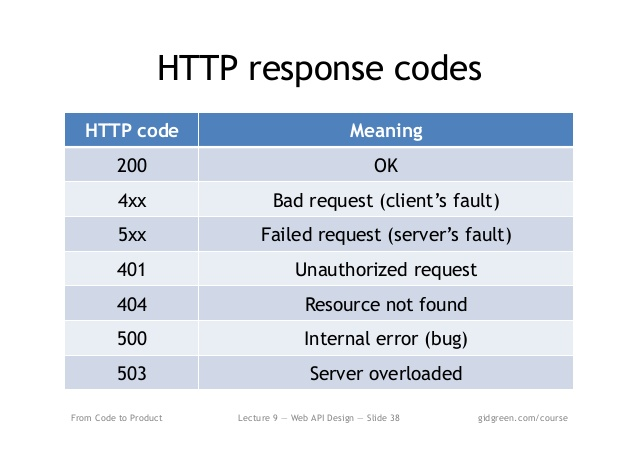 HTTP response codes
HTTP code Meaning
200 OK
4xx Bad request (client’s fault)
5xx Failed request (server’s fault)
401 Unauthorized request
404 Resource not found
500 Internal error (bug)
503 Server overloaded
From Code to Product Lecture 9 — Web API Design — Slide 38 gidgreen.com/course